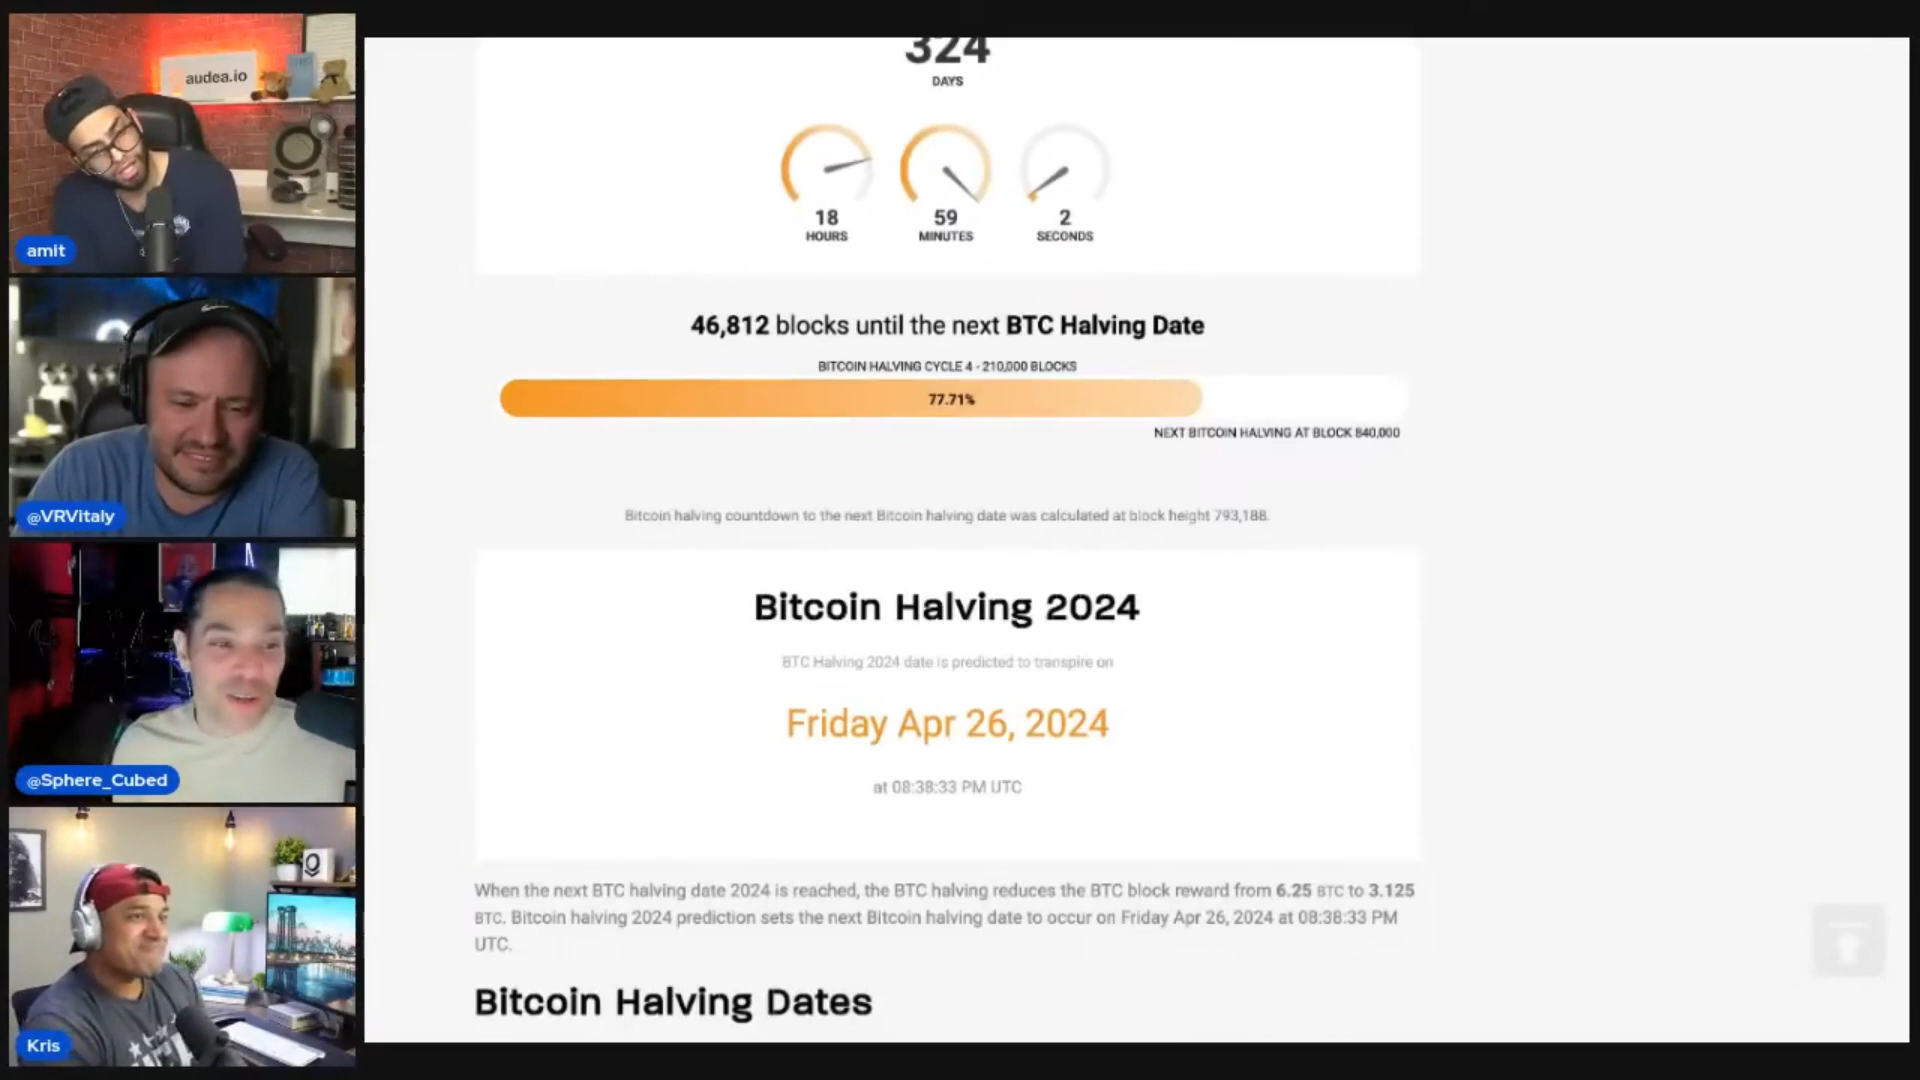 audea.io
amit
@VRVitaly
@Sphere_Cubed
Kris
324
DAYS
18
HOURS
59
MINUTES
2
SECONDS
46,812 blocks until the next BTC Halving Date
BITCOIN HALVING CYCLE 4 - 210,000 BLOCKS
77.71%
NEXT BITCOIN HALVING AT BLOCK 840,000
Bitcoin halving countdown to the next Bitcoin halving date was calculated at block height 793,188.
Bitcoin Halving 2024
BTC Halving 2024 date is predicted to transpire on
Friday Apr 26, 2024
at 08:38:33 PM UTC
When the next BTC halving date 2024 is reached, the BTC halving reduces the BTC block reward from 6.25 BTC to 3.125
BTC. Bitcoin halving 2024 prediction sets the next Bitcoin halving date to occur on Friday Apr 26, 2024 at 08:38:33 PM
UTC.
Bitcoin Halving Dates